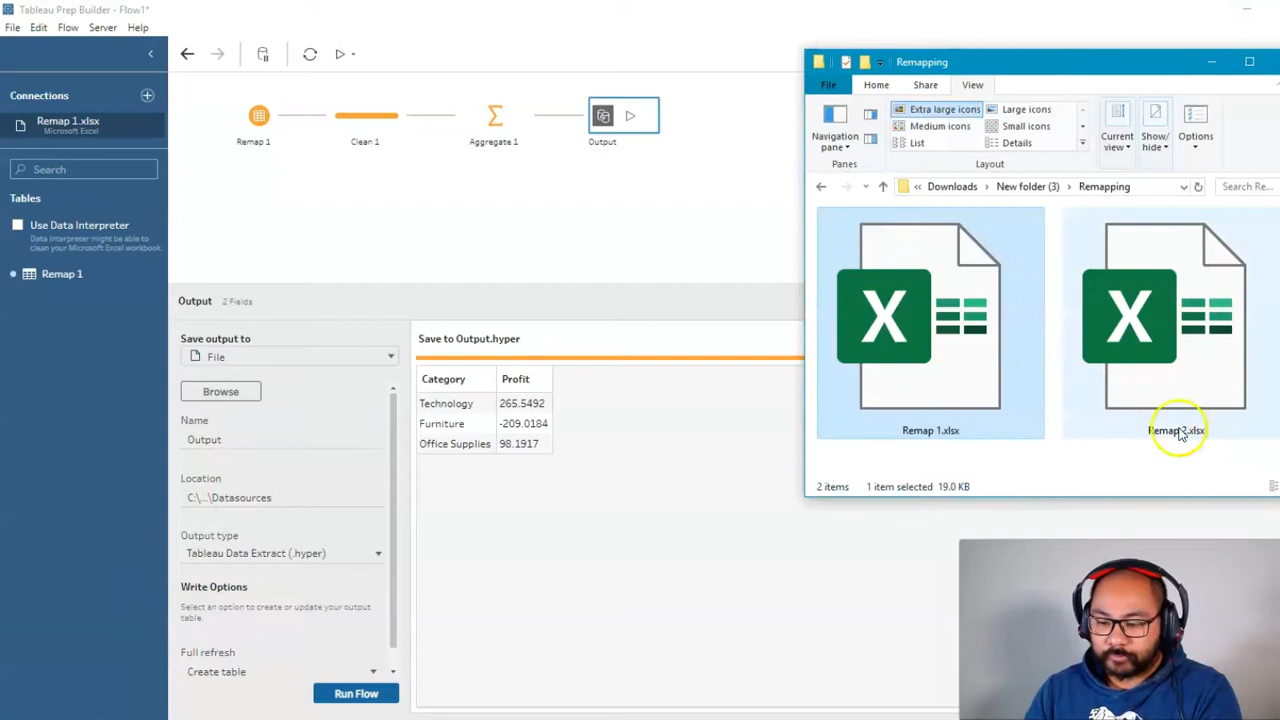 Tableau Prep Builder - Flow1*
File Edit Flow Server Help
Connections
Remap 1.xlsx
Microsoft Excel
Search
Tables
Use Data Interpreter
Data Interpreter might be able to
clean your Microsoft Excel workbook.
Remap 1
Remap 1
Clean 1
Aggregate 1
Output
Output 2 Fields
Save output to
File
Browse
Name
Output
Location
C:\...\Datasources
Output type
Tableau Data Extract (.hyper)
Write Options
Select an option to create or update your output
table.
Full refresh
Create table
Run Flow
Save to Output.hyper
Category Profit
Technology 265.5492
Furniture -209.0184
Office Supplies 98.1917
Remapping
File Home Share View
Navigation
pane
Panes
Extra large icons Large icons
Medium icons Small icons
List Details
Layout
Current
view
Show/
hide
Options
« Downloads New folder (3) Remapping
Search Re...
X
X
Remap 1.xlsx
Remap 2.xlsx
2 items 1 item selected 19.0 KB